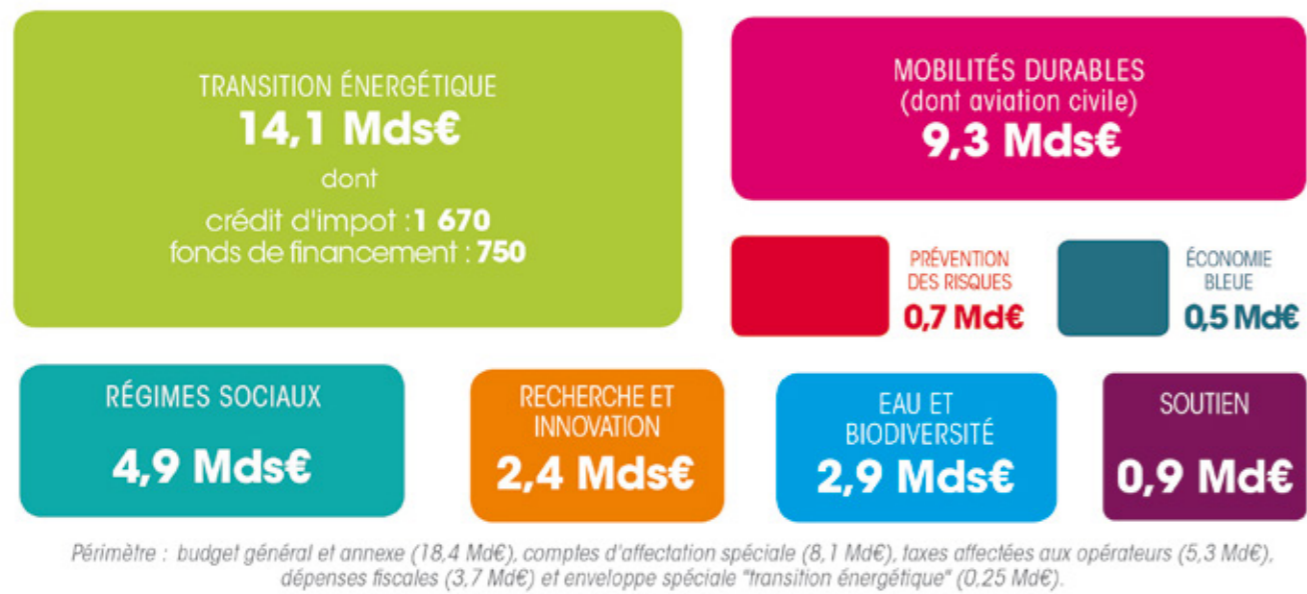 TRANSITION ÉNERGÉTIQUE
14,1 Mds€
dont
crédit d'impot : 1 670
fonds de financement : 750
MOBILITÉS DURABLES
(dont aviation civile)
9,3 Mds€
PRÉVENTION
DES RISQUES
0,7 Md€
ÉCONOMIE
BLEUE
0,5 Md€
RÉGIMES SOCIAUX
4,9 Mds€
RECHERCHE ET
INNOVATION
2,4 Mds€
EAU ET
BIODIVERSITÉ
2,9 Mds€
SOUTIEN
0,9 Md€
Périmètre : budget général et annexe (18,4 Md€), comptes d'affectation spéciale (8,1 Md€), taxes affectées aux opérateurs (5,3 Md€),
dépenses fiscales (3,7 Md€) et enveloppe spéciale "transition énergétique" (0,25 Md€).